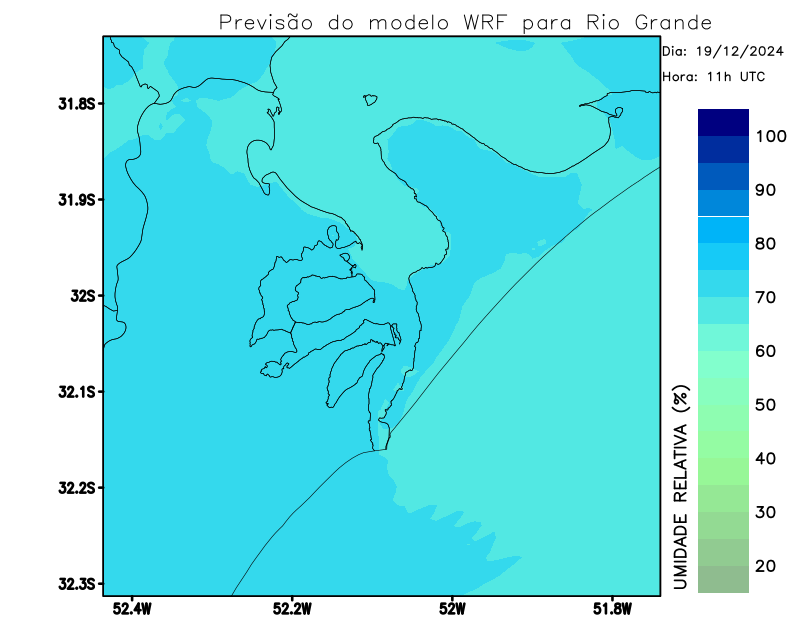 Previsão do modelo WRF para Rio Grande
Dia: 19/12/2024
Hora: 11h UTC
31.8S
31.9S
32S
32.1S
32.2S
32.3S
52.4W
52.2W
52W
51.8W
100
90
80
70
60
50
40
30
20
UMIDADE RELATIVA (%)